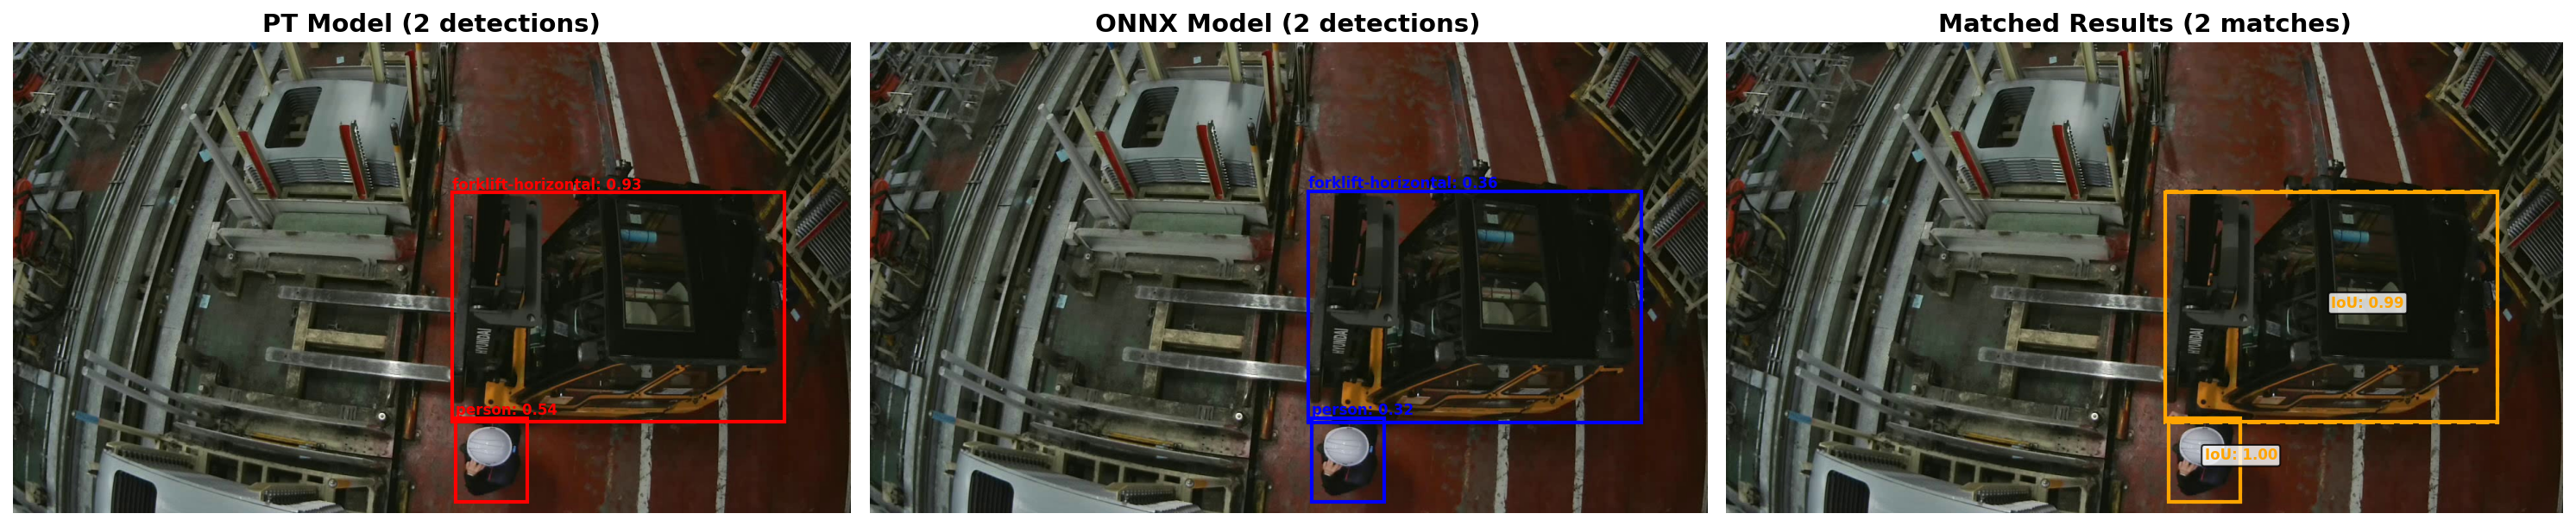 PT Model (2 detections)
forklift-horizontal: 0.93
HYUNDAI
person: 0.54
ONNX Model (2 detections)
forklift-horizontal: 0.36
HYUNDAI
person: 0.32
Matched Results (2 matches)
IoU: 0.99
HYUNDAI
IoU: 1.00